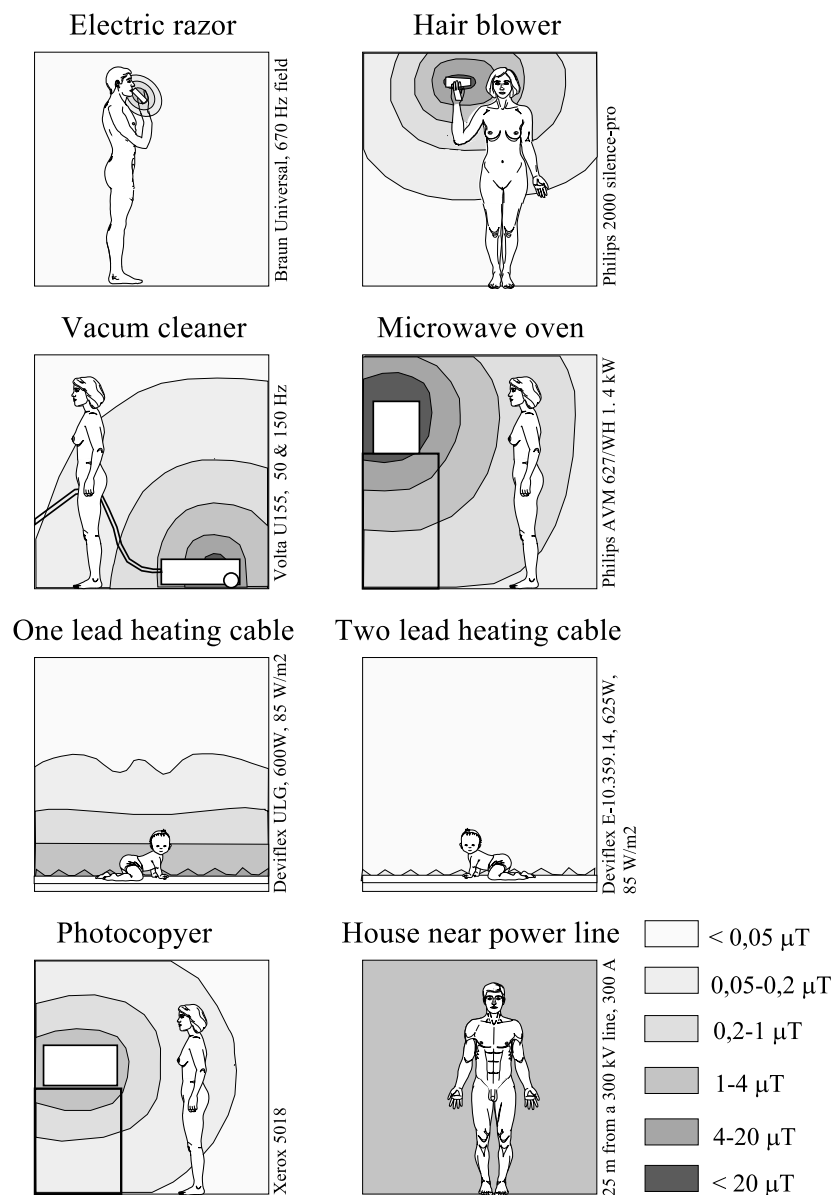 Electric razor
Braun Universal, 670 Hz field
Hair blower
Philips 2000 silence-pro
Vacum cleaner
Volta U155, 50 & 150 Hz
Microwave oven
Philips AVM 627/WH 1. 4 kW
One lead heating cable
Deviflex ULG, 600W, 85 W/m2
Two lead heating cable
Deviflex E-10.359.14, 625W,
85 W/m2
Photocopyer
Xerox 5018
House near power line
25 m from a 300 kV line, 300 A
< 0,05 µT
0,05-0,2 µT
0,2-1 µT
1-4 µT
4-20 µT
< 20 µT